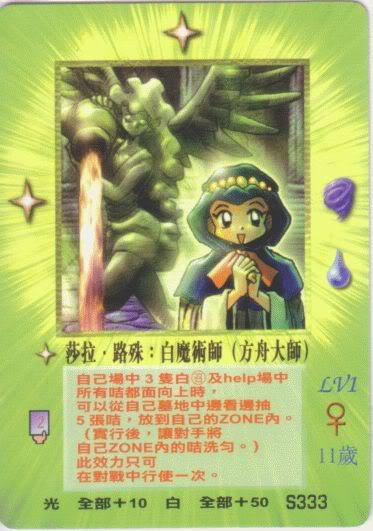 莎拉·路殊：白魔術師（方舟大師）
自己場中3隻白㊊及help場中
所有咭都面向上時，
可以從自己墓地中邊看邊抽
5張咭，放到自己的ZONE內。
（實行後，讓對手將
自己ZONE內的咭洗勻。）
此效力只可
在對戰中行使一次。
2
LV1
♀
11歲
光 全部＋10 白 全部＋50 S333